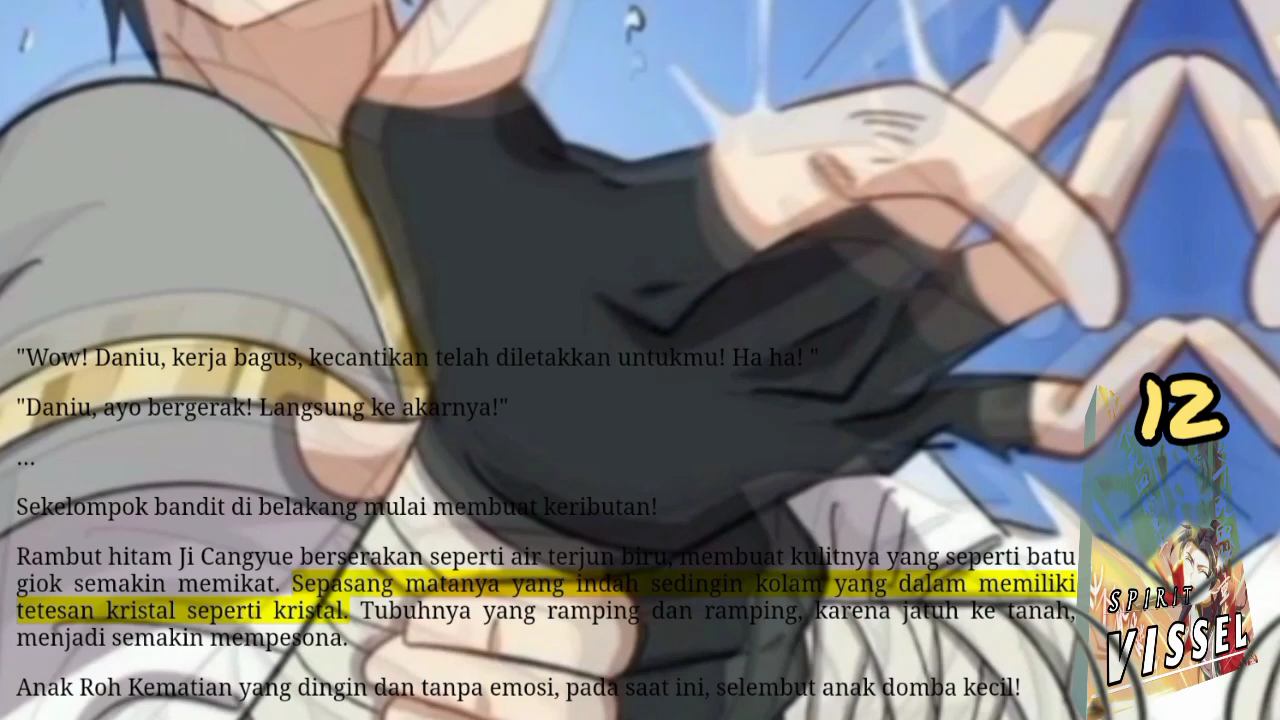 "Wow! Daniu, kerja bagus, kecantikan telah diletakkan untukmu! Ha ha! "
"Daniu, ayo bergerak! Langsung ke akarnya!"
...
Sekelompok bandit di belakang mulai membuat keributan!
Rambut hitam Ji Cangyue berserakan seperti air terjun biru, membuat kulitnya yang seperti batu
giok semakin memikat. Sepasang matanya yang indah sedingin kolam yang dalam memiliki
tetesan kristal seperti kristal. Tubuhnya yang ramping dan ramping, karena jatuh ke tanah,
menjadi semakin mempesona.
Anak Roh Kematian yang dingin dan tanpa emosi, pada saat ini, selembut anak domba kecil!
12
SPIRIT
VISSEL